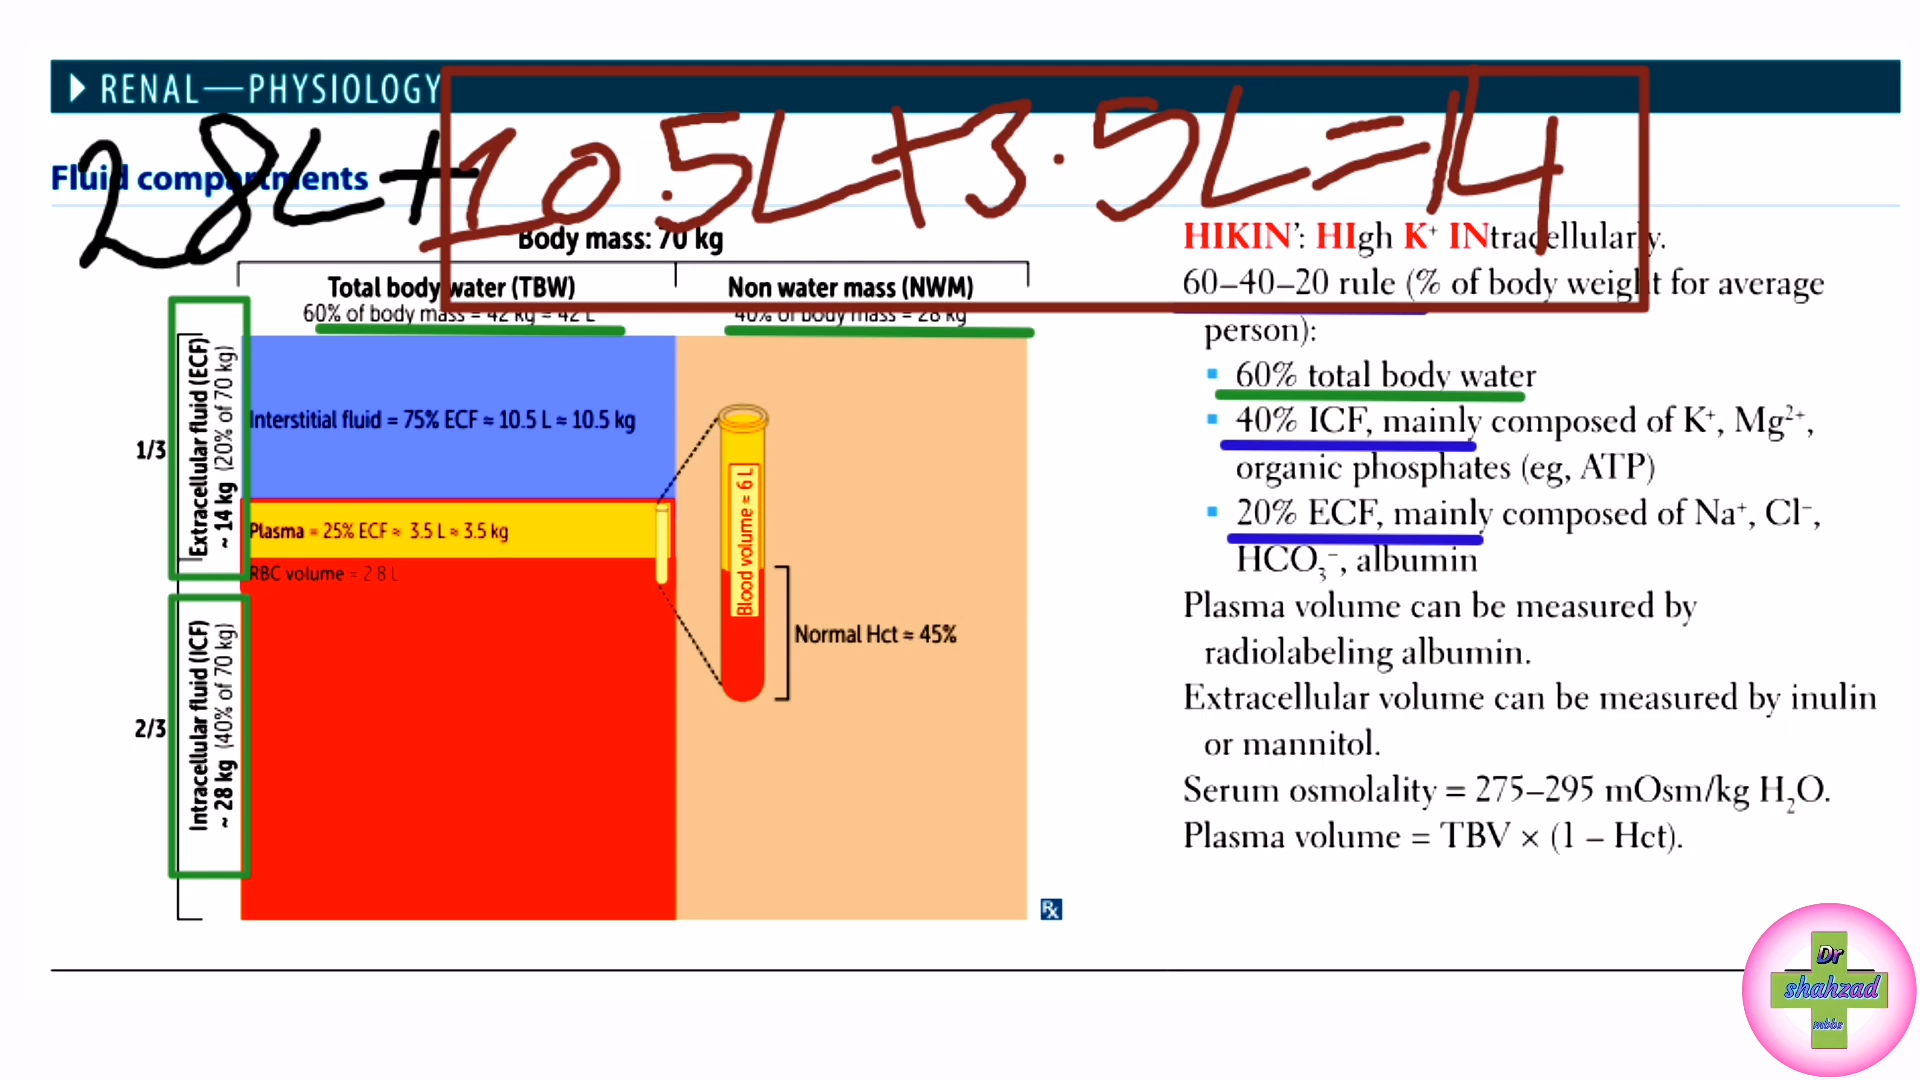 RENAL—PHYSIOLOGY
28L+10.5L+3.5L=14
Fluid compartments
Body mass: 70 kg
Total body water (TBW)
60% of body mass = 42 kg = 42 L
Non water mass (NWM)
40% of body mass = 28 kg
1/3
Extracellular fluid (ECF)
~ 14 kg (20% of 70 kg)
Interstitial fluid = 75% ECF ≈ 10.5 L ≈ 10.5 kg
Plasma = 25% ECF ≈ 3.5 L ≈ 3.5 kg
RBC volume = 2.8 L
2/3
Intracellular fluid (ICF)
~ 28 kg (40% of 70 kg)
Blood volume ≈ 6 L
Normal Hct ≈ 45%
Rx
HIKIN’: HIgh K⁺ INtracellularly.
60–40–20 rule (% of body weight for average
person):
▪ 60% total body water
▪ 40% ICF, mainly composed of K⁺, Mg²⁺,
organic phosphates (eg, ATP)
▪ 20% ECF, mainly composed of Na⁺, Cl⁻,
HCO₃⁻, albumin
Plasma volume can be measured by
radiolabeling albumin.
Extracellular volume can be measured by inulin
or mannitol.
Serum osmolality = 275–295 mOsm/kg H₂O.
Plasma volume = TBV × (1 – Hct).
Dr
shahzad
mbbs